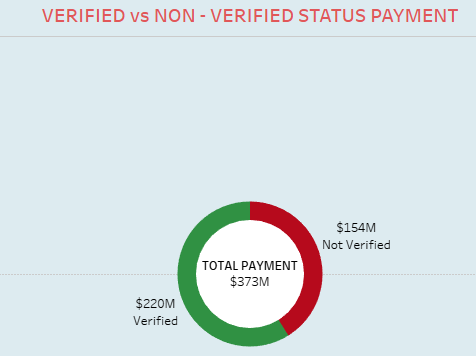 VERIFIED vs NON - VERIFIED STATUS PAYMENT
$154M
Not Verified
TOTAL PAYMENT
$373M
$220M
Verified